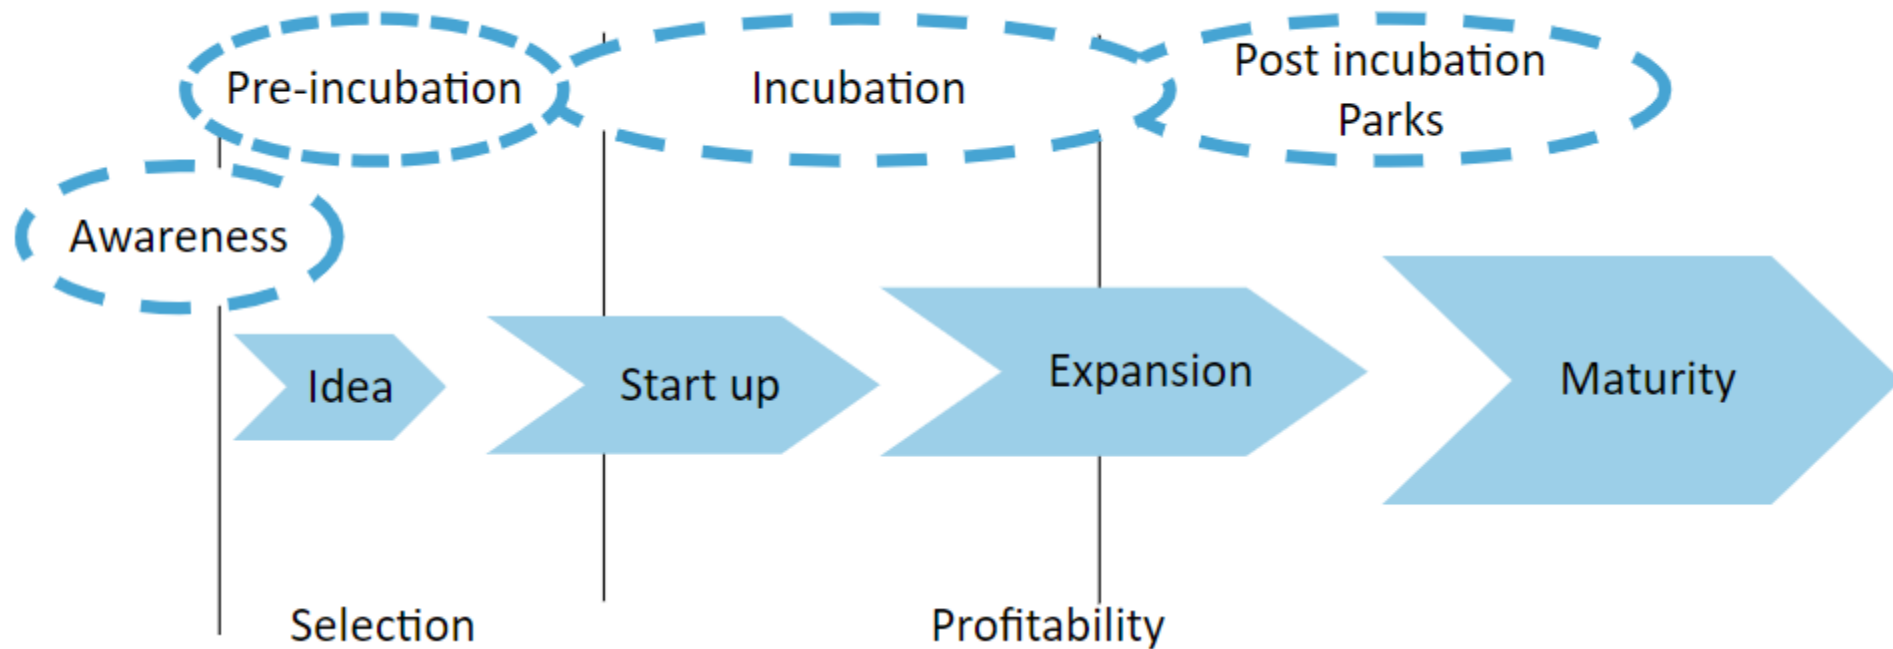 Pre-incubation
Incubation
Post incubation
Parks
Awareness
Idea
Start up
Expansion
Maturity
Selection
Profitability